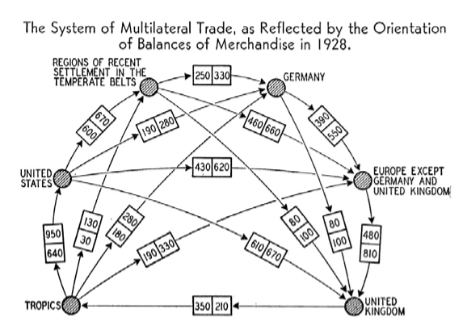 The System of Multilateral Trade, as Reflected by the Orientation
of Balances of Merchandise in 1928.
REGIONS OF RECENT
SETTLEMENT IN THE
TEMPERATE BELTS
250 330
GERMANY
600 670
190 280
460 660
390
550
UNITED
STATES
430 620
EUROPE EXCEPT
GERMANY AND
UNITED KINGDOM
950
640
130
30
280
180
190 330
610 670
80
100
80
100
480
810
TROPICS
350 210
UNITED
KINGDOM